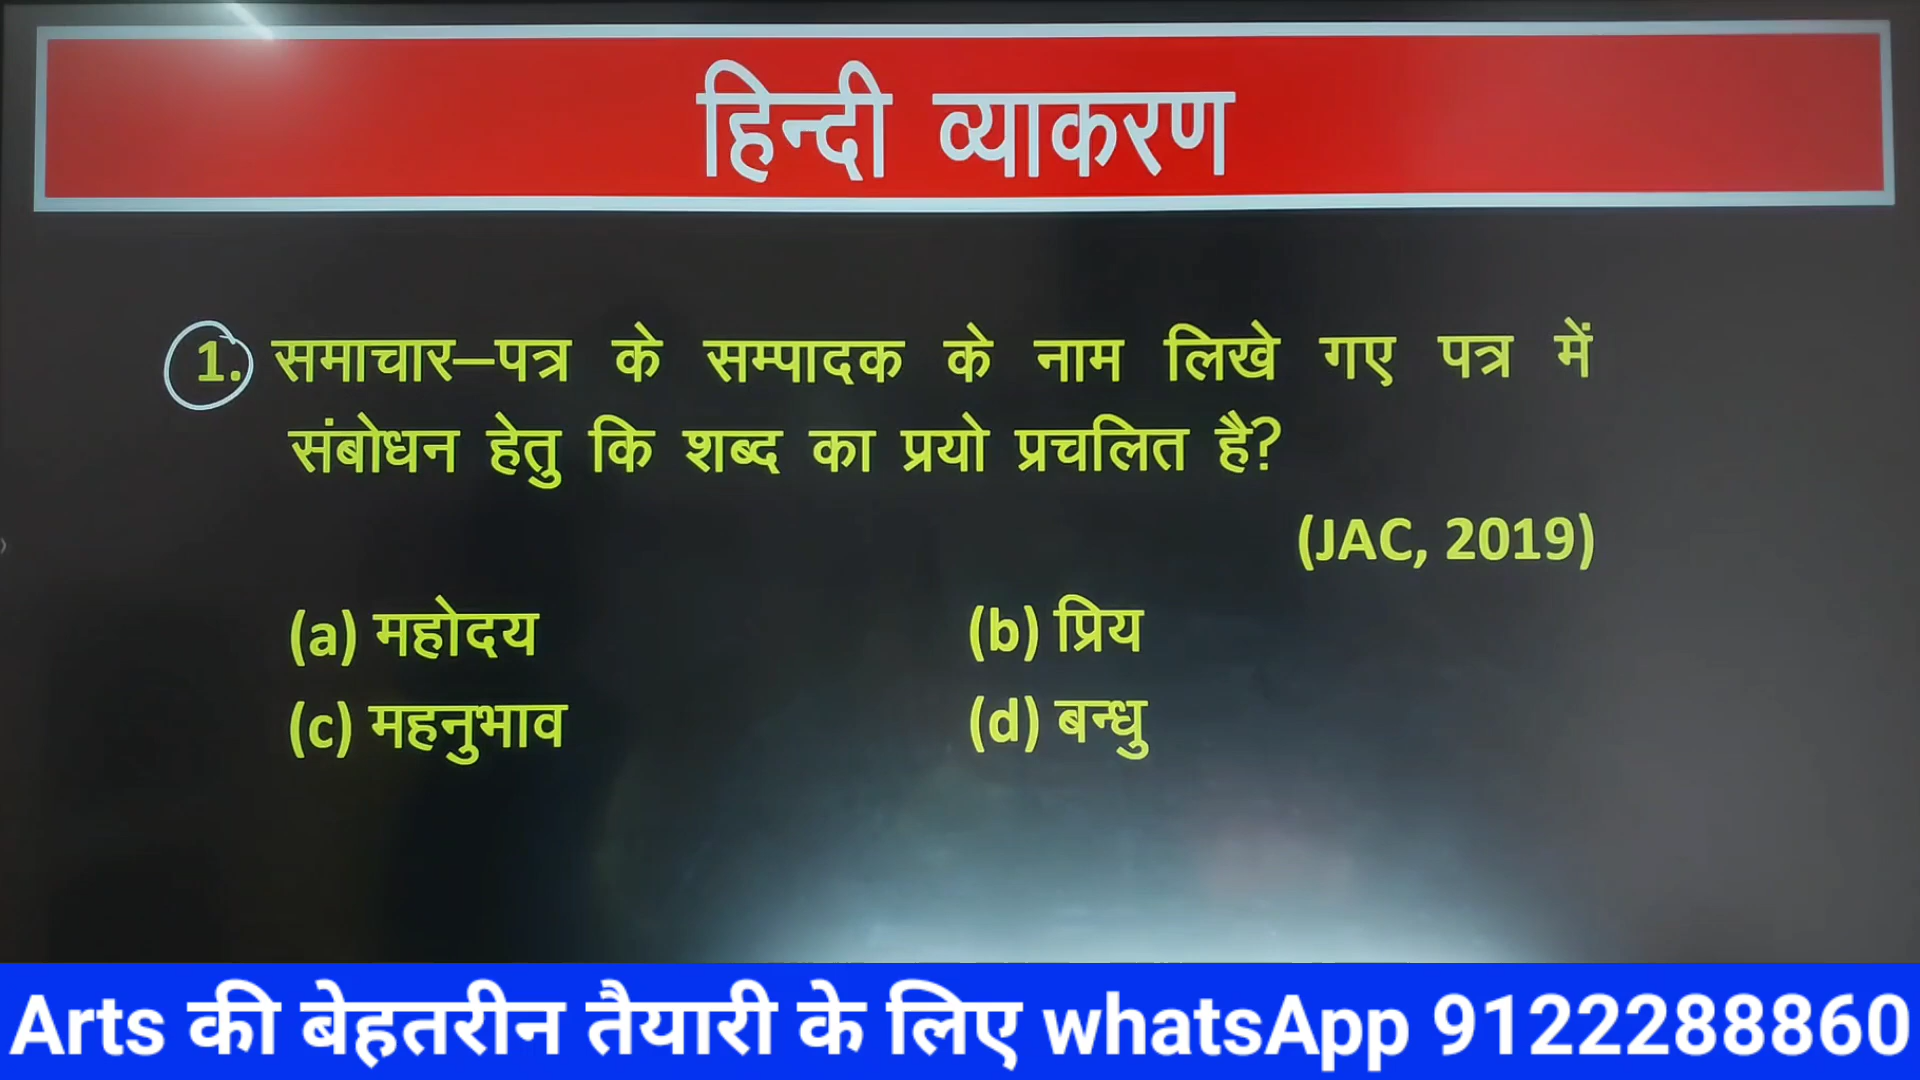 हिन्दी व्याकरण
1. समाचार–पत्र के सम्पादक के नाम लिखे गए पत्र में
संबोधन हेतु कि शब्द का प्रयो प्रचलित है?
(JAC, 2019)
(a) महोदय (b) प्रिय
(c) महनुभाव (d) बन्धु
Arts की बेहतरीन तैयारी के लिए whatsApp 9122288860